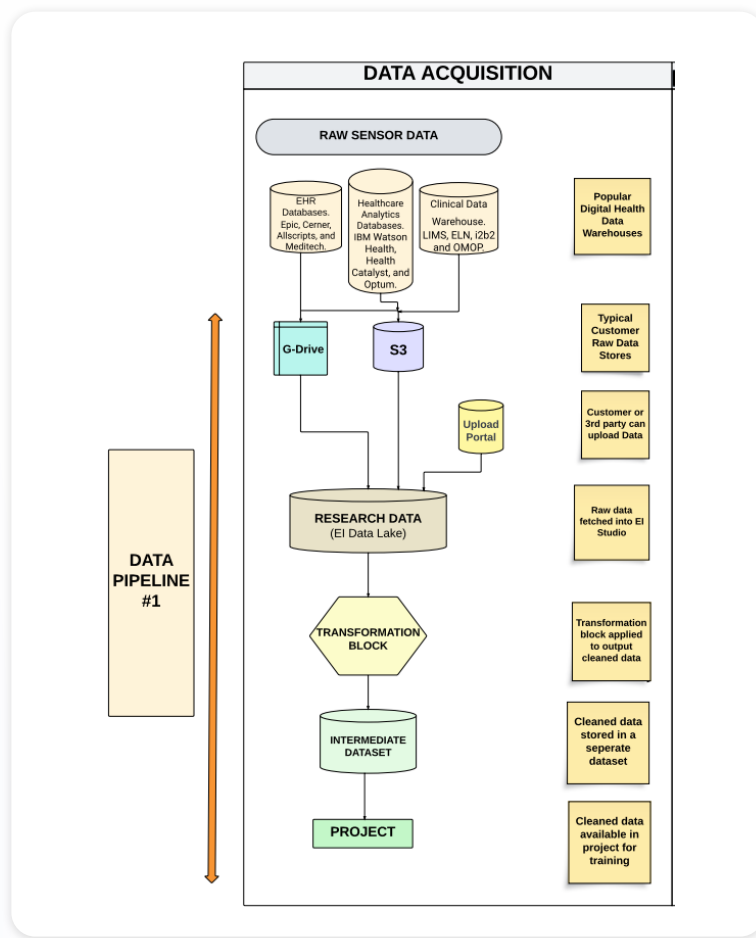 DATA ACQUISITION
RAW SENSOR DATA
EHR
Databases.
Epic, Cerner,
Allscripts, and
Meditech.
Healthcare
Analytics
Databases.
IBM Watson
Health,
Health
Catalyst, and
Optum.
Clinical Data
Warehouse.
LIMS, ELN, i2b2
and OMOP.
Popular
Digital Health
Data
Warehouses
G-Drive
S3
Typical
Customer
Raw Data
Stores
Upload
Portal
Customer or
3rd party can
upload Data
RESEARCH DATA
(EI Data Lake)
Raw data
fetched into EI
Studio
DATA
PIPELINE
#1
TRANSFORMATION
BLOCK
Transformation
block applied
to output
cleaned data
INTERMEDIATE
DATASET
Cleaned data
stored in a
seperate
dataset
PROJECT
Cleaned data
available in
project for
training